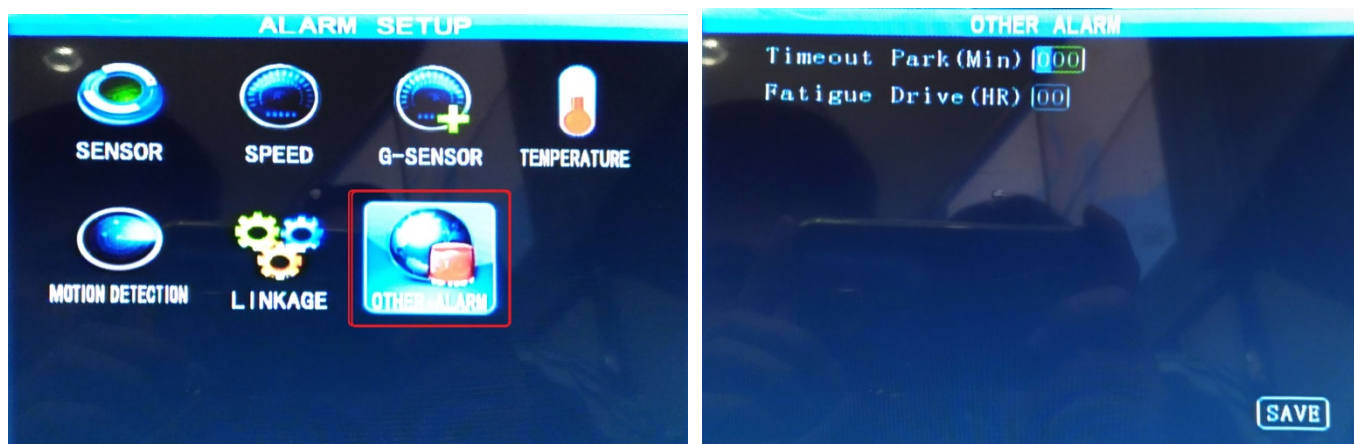 ALARM SETUP
SENSOR
SPEED
G-SENSOR
TEMPERATURE
MOTION DETECTION
LINKAGE
OTHER ALARM
OTHER ALARM
Timeout Park(Min) 000
Fatigue Drive(HR) 00
SAVE